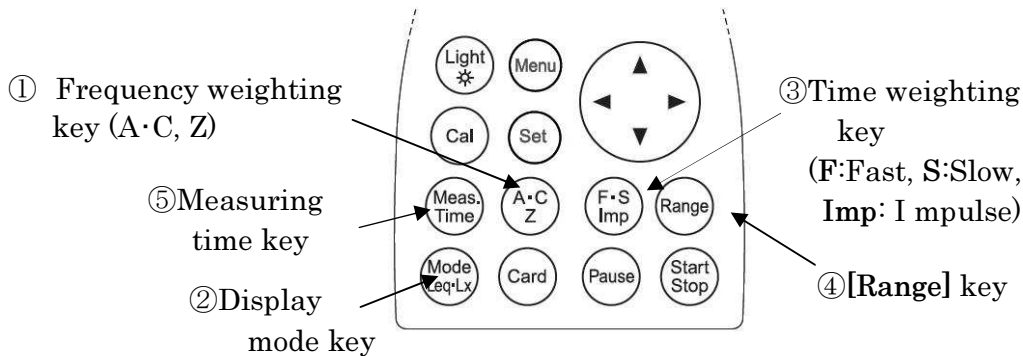 ① Frequency weighting
key (A·C, Z)
⑤Measuring
time key
②Display
mode key
Light
Menu
Cal
Set
Meas.
Time
A·C
Z
F·S
Imp
Range
Mode
Leq·Lx
Card
Pause
Start
Stop
③Time weighting
key
(F:Fast, S:Slow,
Imp: I mpulse)
④[Range] key